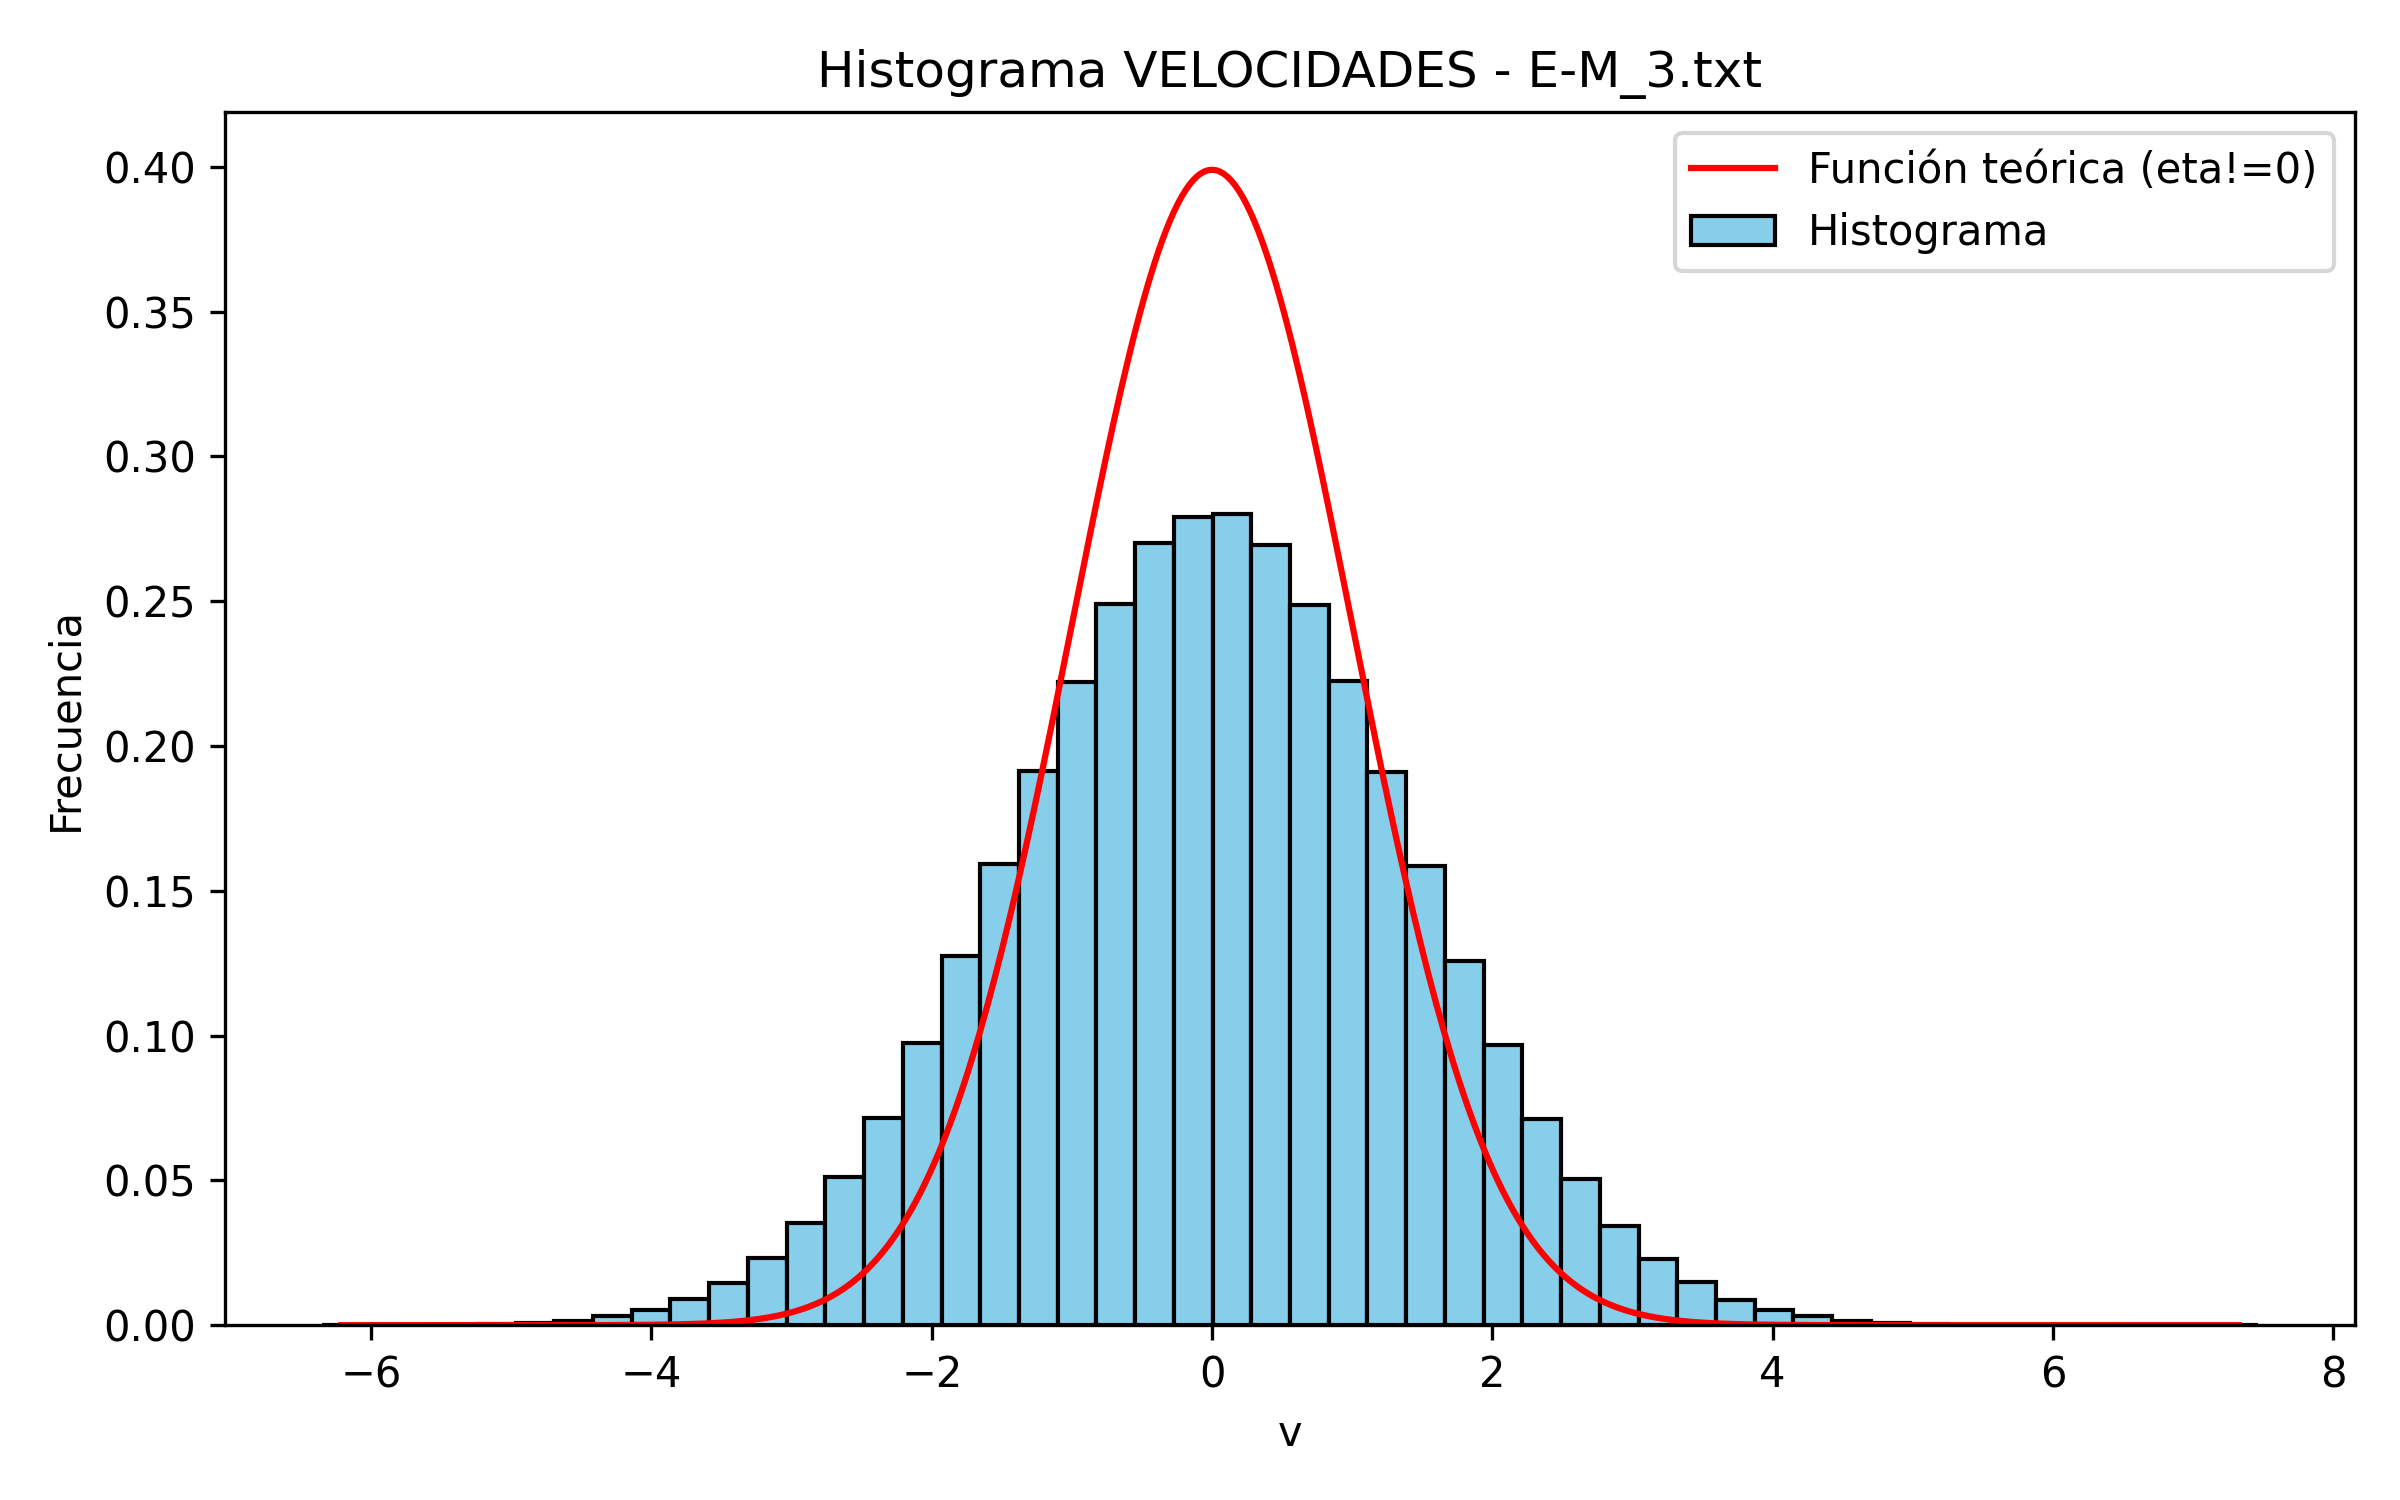 Histograma VELOCIDADES - E-M_3.txt
Función teórica (eta!=0)
Histograma
Frecuencia
0.40
0.35
0.30
0.25
0.20
0.15
0.10
0.05
0.00
−6 −4 −2 0 2 4 6 8
v